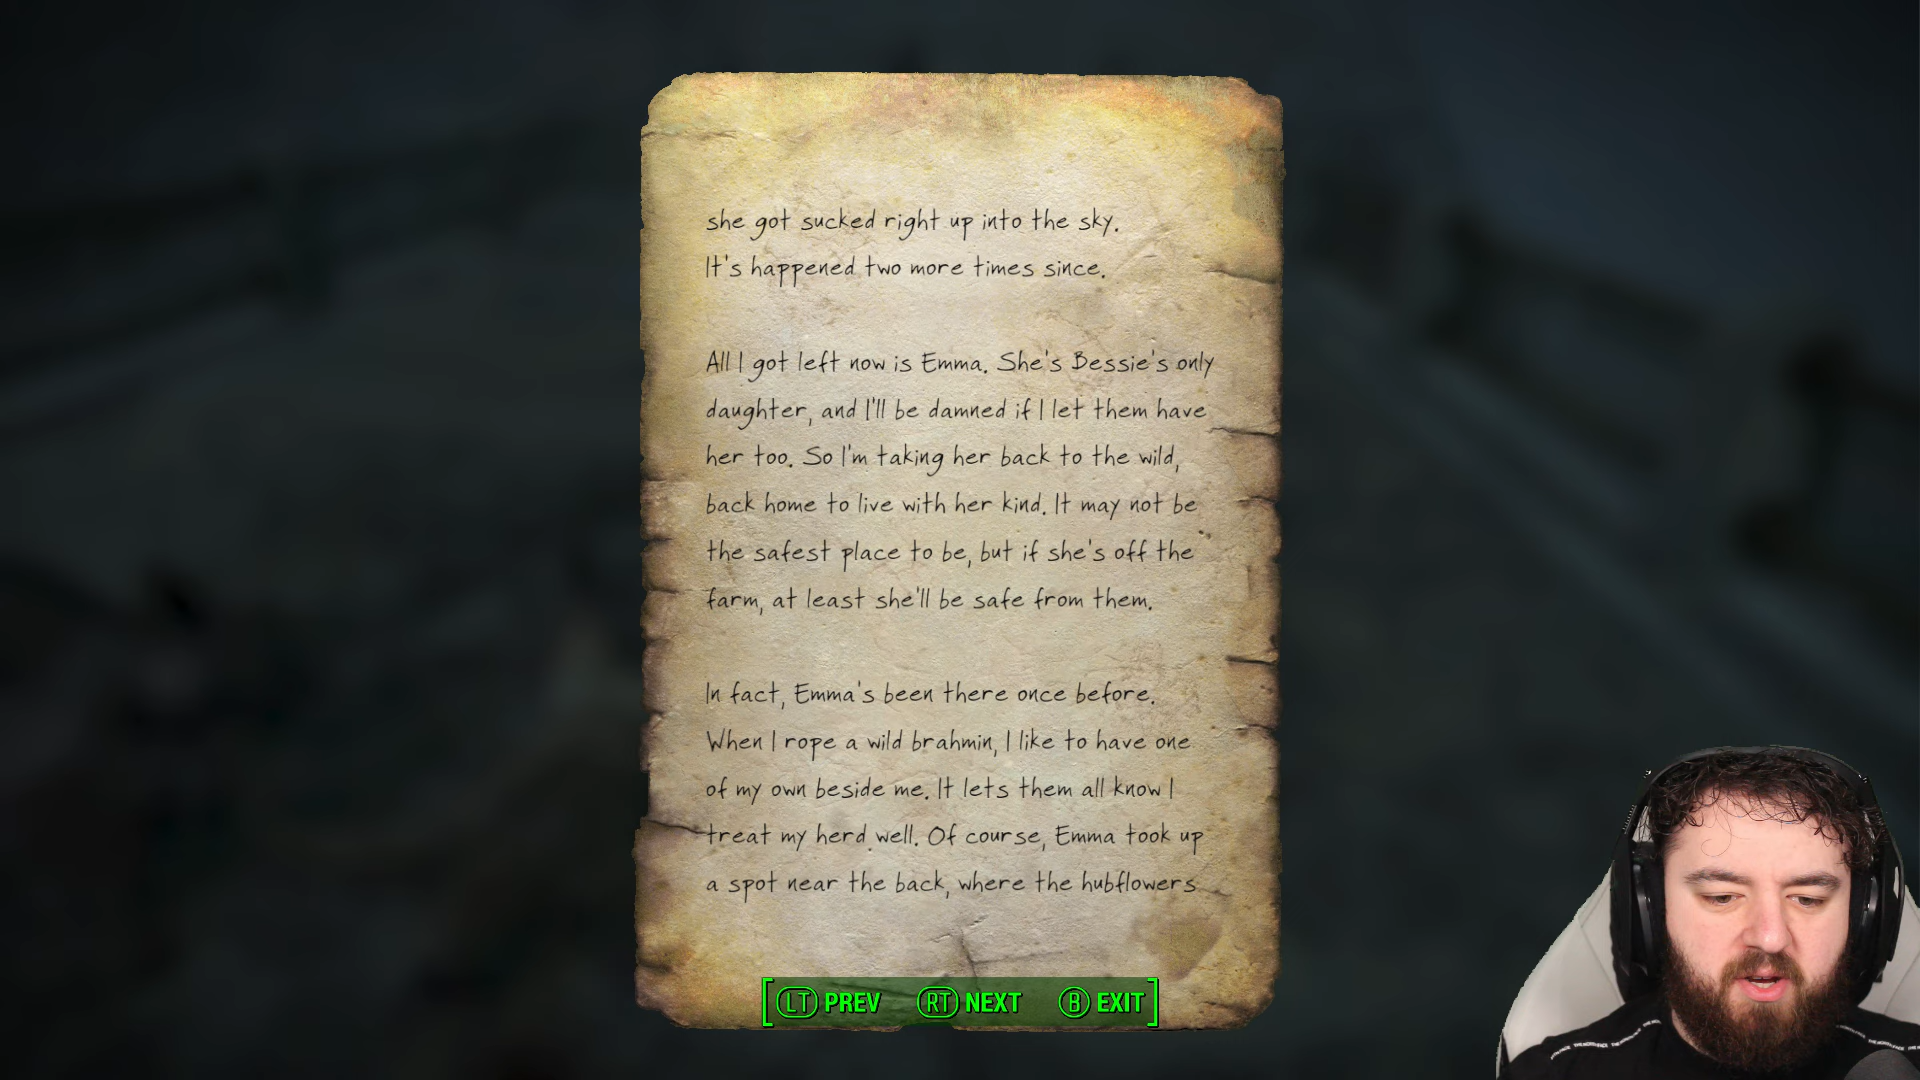 she got sucked right up into the sky.
It's happened two more times since.
All I got left now is Emma. She's Bessie's only
daughter, and I'll be damned if I let them have
her too. So I'm taking her back to the wild,
back home to live with her kind. It may not be
the safest place to be, but if she's off the
farm, at least she'll be safe from them.
In fact, Emma's been there once before.
When I rope a wild brahmin, I like to have one
of my own beside me. It lets them all know I
treat my herd well. Of course, Emma took up
a spot near the back, where the hubflowers
LT PREV RT NEXT B EXIT